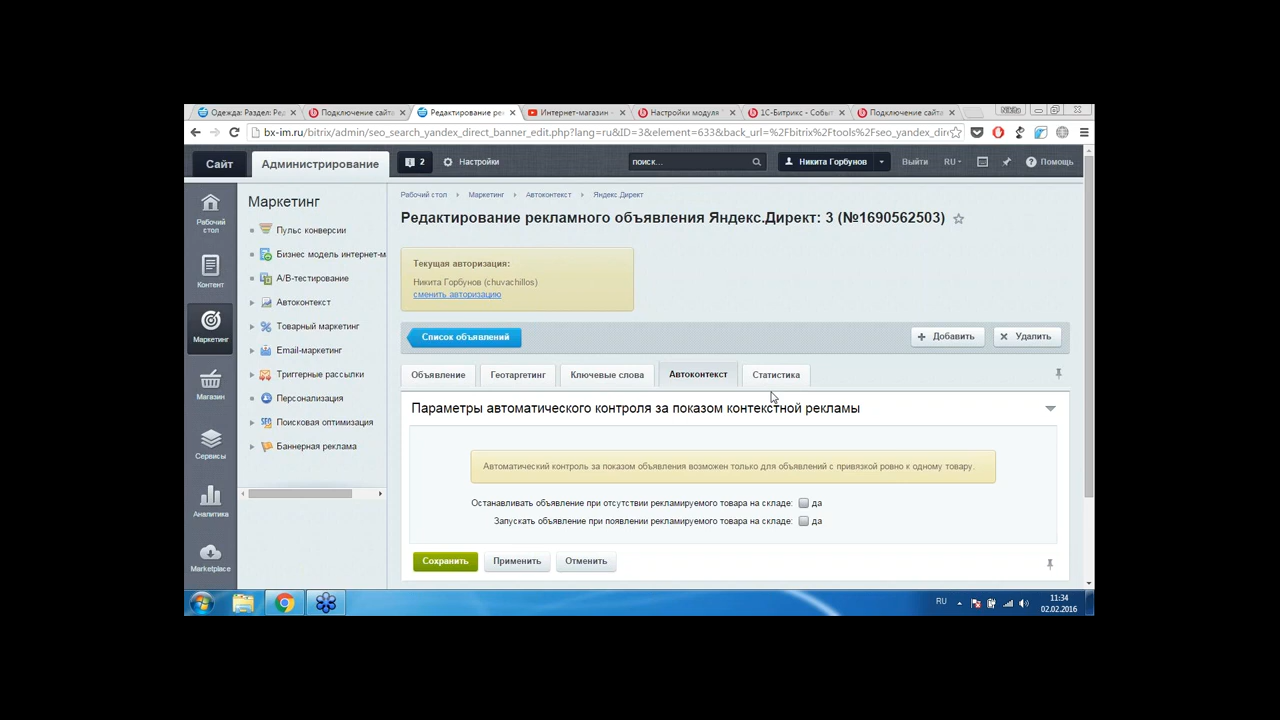 Одежда: Раздел: Ред
Подключение сайта
Редактирование ре
Интернет-магазин -
Настройки модуля
1С-Битрикс - Событ
Подключение сайта
bx-im.ru/bitrix/admin/seo_search_yandex_direct_banner_edit.php?lang=ru&ID=3&element=633&back_url=%2Fbitrix%2Ftools%2Fseo_yandex_dire
Сайт
Администрирование
2
Настройки
поиск...
Никита Горбунов
Выйти
RU
Помощь
Рабочий стол
Контент
Маркетинг
Магазин
Сервисы
Аналитика
Marketplace
Маркетинг
Пульс конверсии
Бизнес модель интернет-м
A/B-тестирование
Автоконтекст
Товарный маркетинг
Email-маркетинг
Триггерные рассылки
Персонализация
Поисковая оптимизация
Баннерная реклама
Рабочий стол Маркетинг Автоконтекст Яндекс.Директ
Редактирование рекламного объявления Яндекс.Директ: 3 (№1690562503)
Текущая авторизация:
Никита Горбунов (chuvachillos)
сменить авторизацию
Список объявлений
Добавить
Удалить
Объявление
Геотаргетинг
Ключевые слова
Автоконтекст
Статистика
Параметры автоматического контроля за показом контекстной рекламы
Автоматический контроль за показом объявления возможен только для объявлений с привязкой ровно к одному товару.
Останавливать объявление при отсутствии рекламируемого товара на складе: да
Запускать объявление при появлении рекламируемого товара на складе: да
Сохранить
Применить
Отменить
RU
11:34
02.02.2016